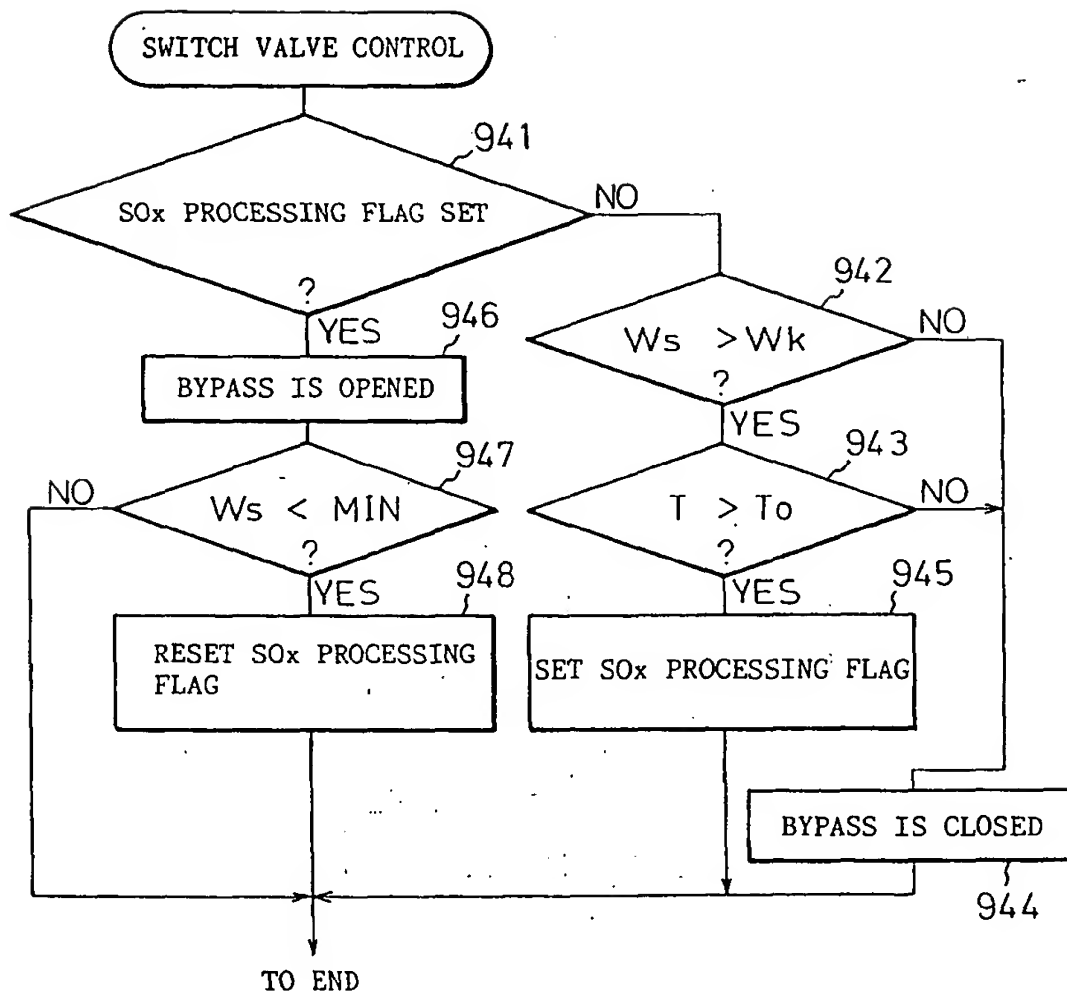 SWITCH VALVE CONTROL
941
SOx PROCESSING FLAG SET
?
NO
YES
942
Ws > Wk
?
NO
YES
946
BYPASS IS OPENED
947
NO
Ws < MIN
?
YES
943
T > To
?
NO
YES
948
RESET SOx PROCESSING
FLAG
945
SET SOx PROCESSING FLAG
BYPASS IS CLOSED
944
TO END